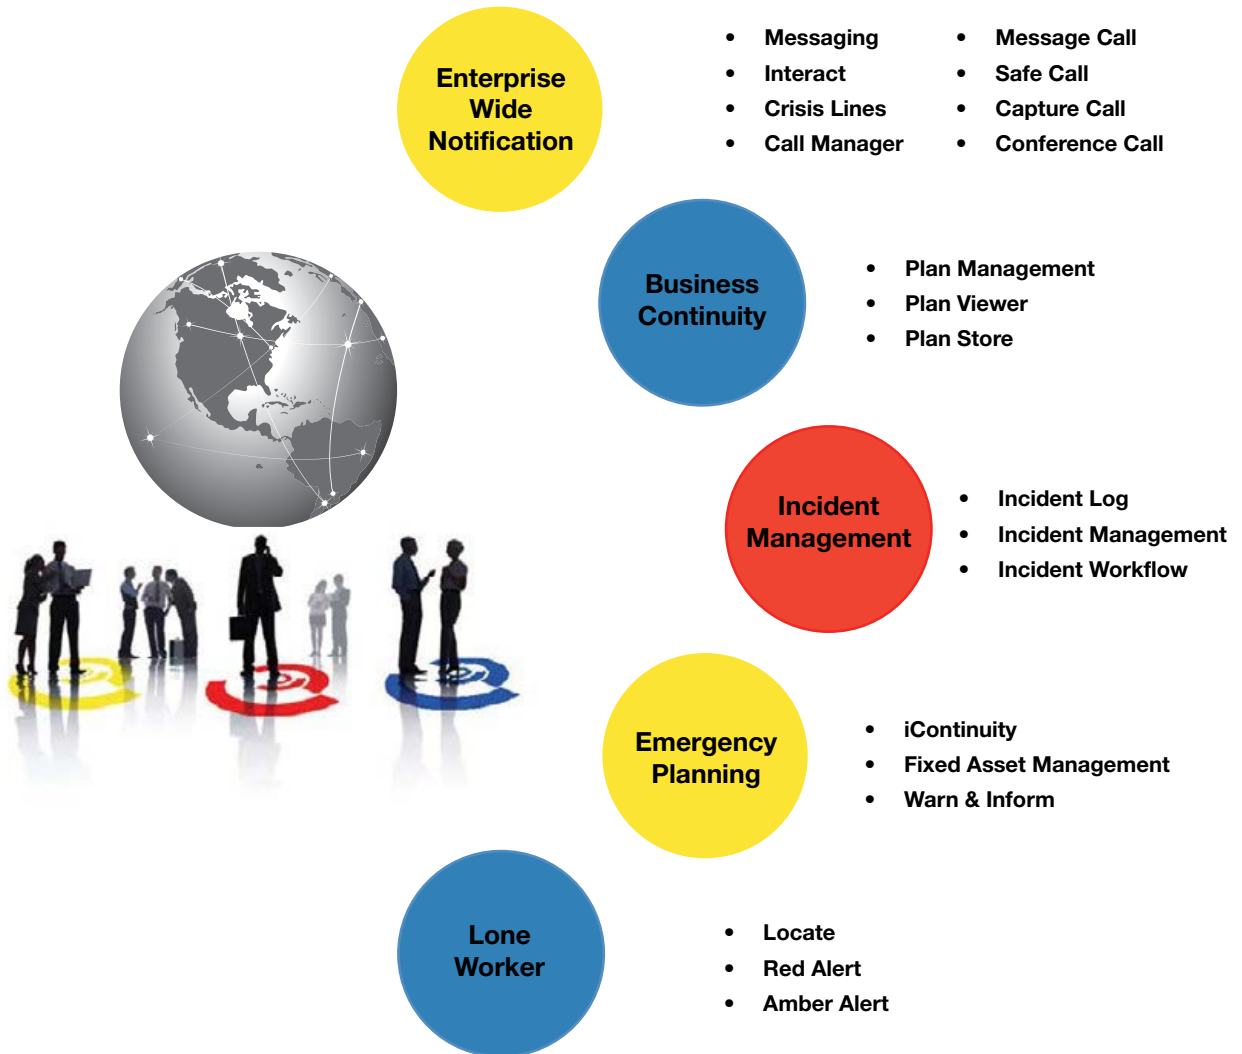 Enterprise
Wide
Notification
• Messaging
• Interact
• Crisis Lines
• Call Manager
• Message Call
• Safe Call
• Capture Call
• Conference Call
Business
Continuity
• Plan Management
• Plan Viewer
• Plan Store
Incident
Management
• Incident Log
• Incident Management
• Incident Workflow
Emergency
Planning
• iContinuity
• Fixed Asset Management
• Warn & Inform
Lone
Worker
• Locate
• Red Alert
• Amber Alert